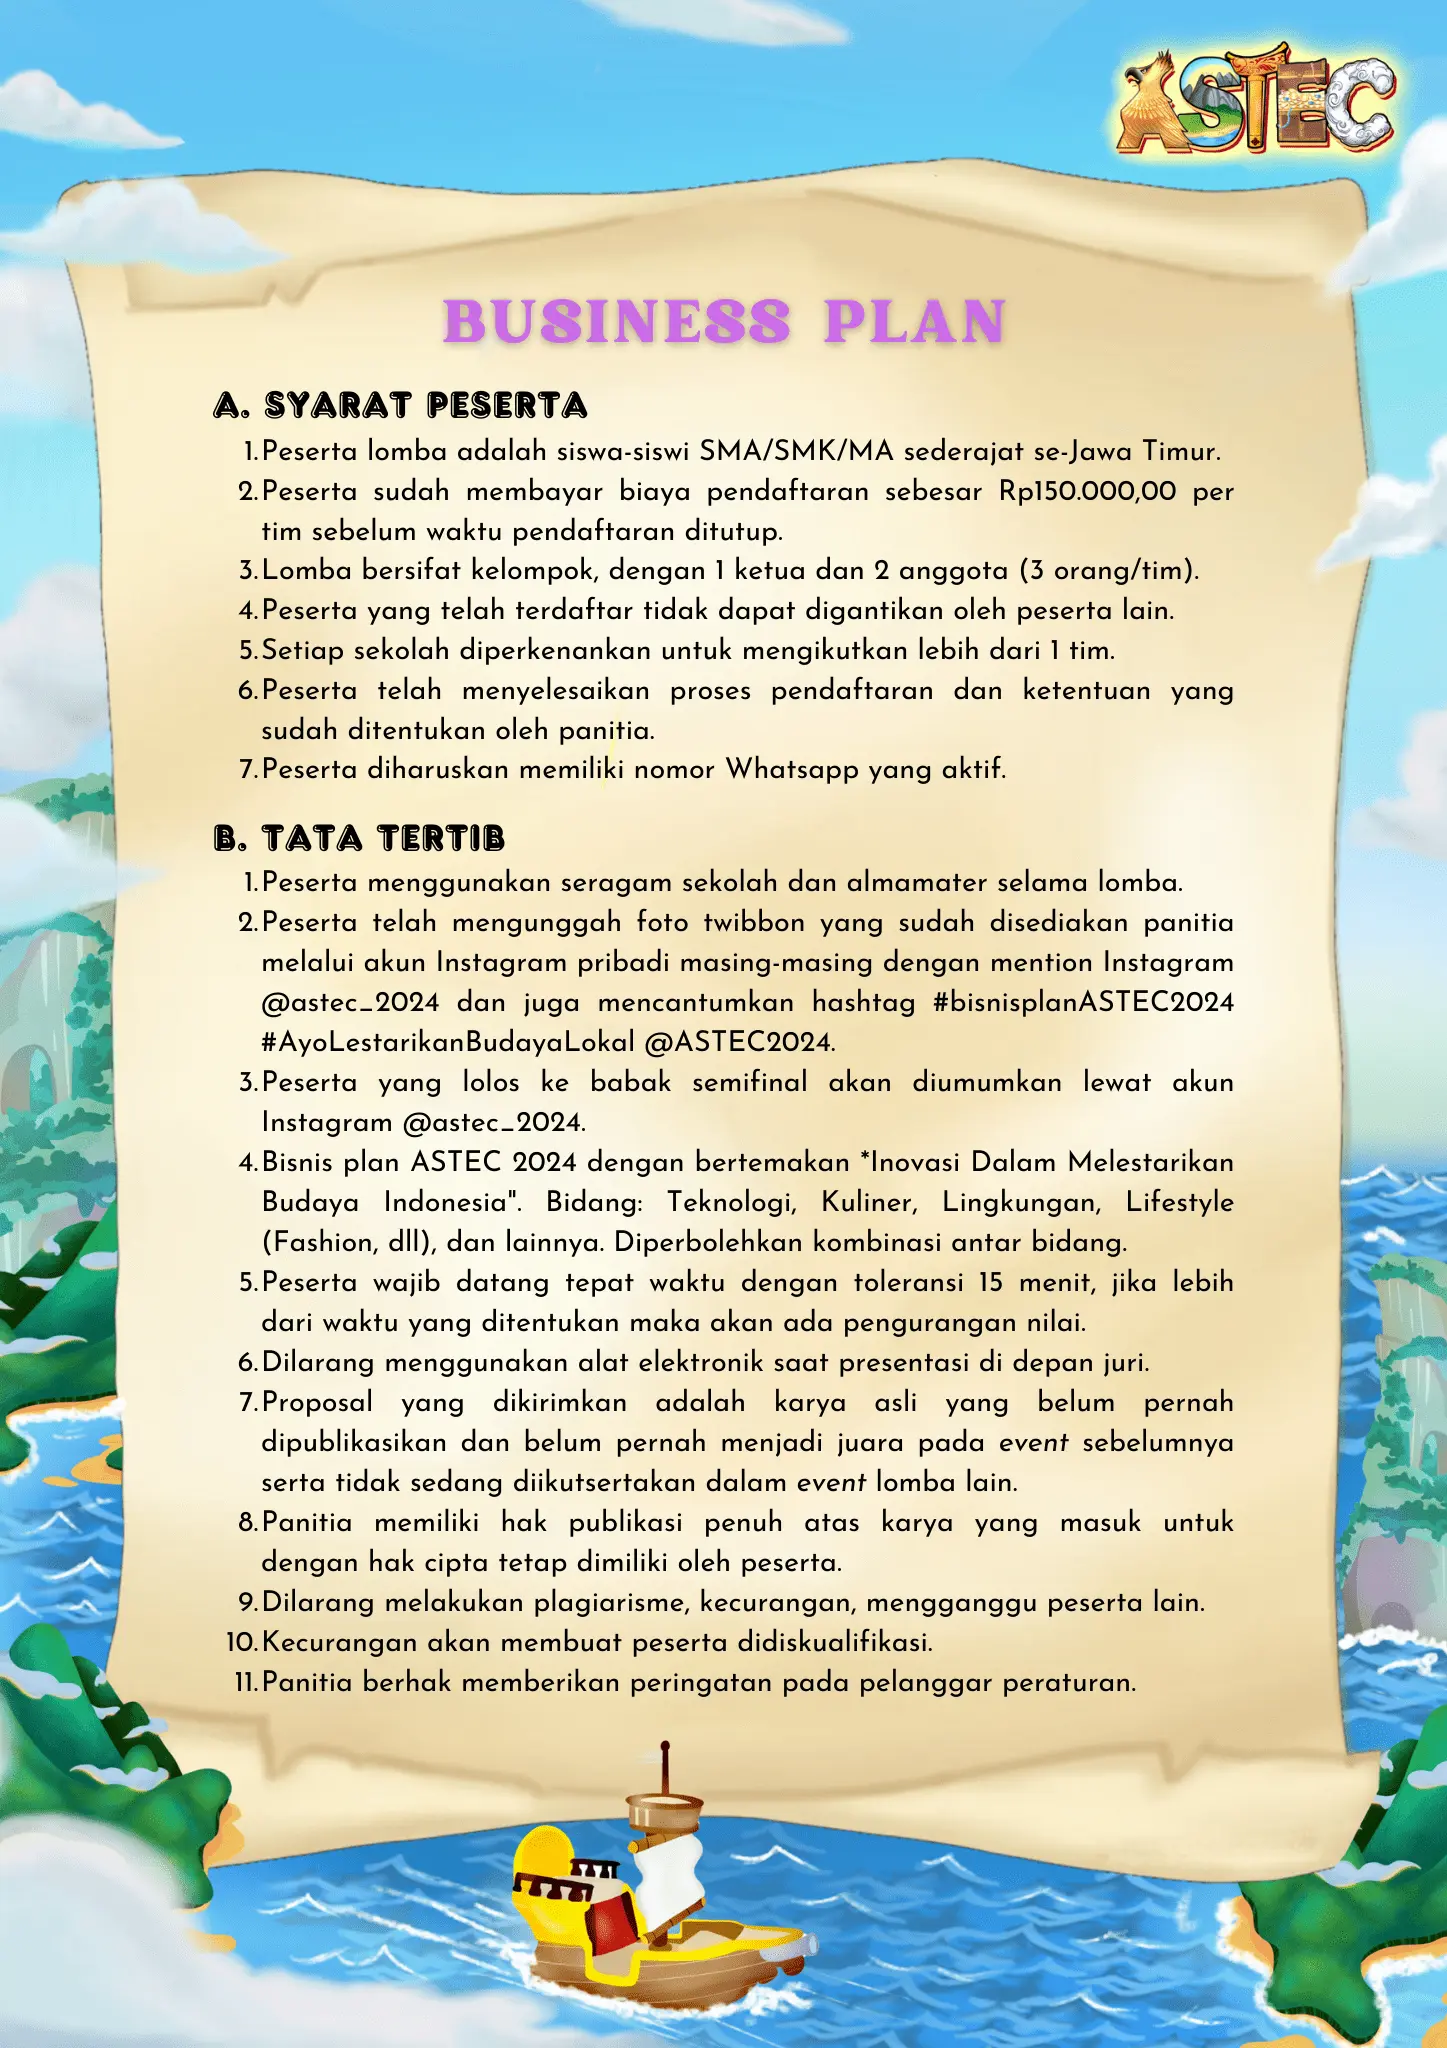 ASTEC
BUSINESS PLAN
A. SYARAT PESERTA
1. Peserta lomba adalah siswa-siswi SMA/SMK/MA sederajat se-Jawa Timur.
2. Peserta sudah membayar biaya pendaftaran sebesar Rp150.000,00 per
tim sebelum waktu pendaftaran ditutup.
3. Lomba bersifat kelompok, dengan 1 ketua dan 2 anggota (3 orang/tim).
4. Peserta yang telah terdaftar tidak dapat digantikan oleh peserta lain.
5. Setiap sekolah diperkenankan untuk mengikutkan lebih dari 1 tim.
6. Peserta telah menyelesaikan proses pendaftaran dan ketentuan yang
sudah ditentukan oleh panitia.
7. Peserta diharuskan memiliki nomor Whatsapp yang aktif.
B. TATA TERTIB
1. Peserta menggunakan seragam sekolah dan almamater selama lomba.
2. Peserta telah mengunggah foto twibbon yang sudah disediakan panitia
melalui akun Instagram pribadi masing-masing dengan mention Instagram
@astec_2024 dan juga mencantumkan hashtag #bisnisplanASTEC2024
#AyoLestarikanBudayaLokal @ASTEC2024.
3. Peserta yang lolos ke babak semifinal akan diumumkan lewat akun
Instagram @astec_2024.
4. Bisnis plan ASTEC 2024 dengan bertemakan *Inovasi Dalam Melestarikan
Budaya Indonesia". Bidang: Teknologi, Kuliner, Lingkungan, Lifestyle
(Fashion, dll), dan lainnya. Diperbolehkan kombinasi antar bidang.
5. Peserta wajib datang tepat waktu dengan toleransi 15 menit, jika lebih
dari waktu yang ditentukan maka akan ada pengurangan nilai.
6. Dilarang menggunakan alat elektronik saat presentasi di depan juri.
7. Proposal yang dikirimkan adalah karya asli yang belum pernah
dipublikasikan dan belum pernah menjadi juara pada event sebelumnya
serta tidak sedang diikutsertakan dalam event lomba lain.
8. Panitia memiliki hak publikasi penuh atas karya yang masuk untuk
dengan hak cipta tetap dimiliki oleh peserta.
9. Dilarang melakukan plagiarisme, kecurangan, mengganggu peserta lain.
10. Kecurangan akan membuat peserta didiskualifikasi.
11. Panitia berhak memberikan peringatan pada pelanggar peraturan.